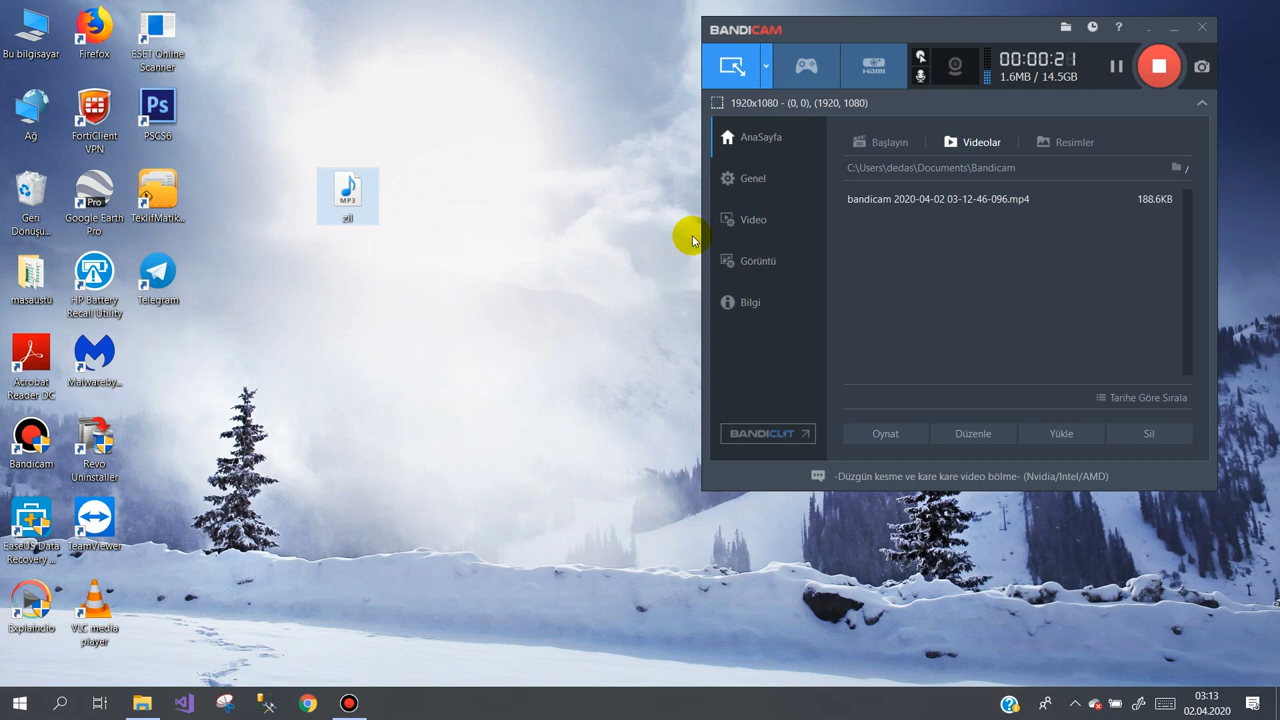 Bu bilgisayar
Firefox
ESET Online
Scanner
Ağ
FortiClient
VPN
PSCS6
Geri
Dönüşü...
Google Earth
Pro
TeklifMatik...
masaüstü
HP Battery
Recall Utility
Telegram
Acrobat
Reader DC
Malwareby...
Bandicam
Revo
Uninstaller
EaseUS Data
Recovery ...
TeamViewer
Explaindio
VLC media
player
MP3
zil
BANDICAM
?
HDMI
00:00:21
1.6MB / 14.5GB
1920x1080 - (0, 0), (1920, 1080)
AnaSayfa
Genel
Video
Görüntü
Bilgi
BANDICUT
Başlayın
Videolar
Resimler
C:\Users\dedas\Documents\Bandicam
/
bandicam 2020-04-02 03-12-46-096.mp4
188.6KB
Tarihe Göre Sırala
Oynat
Düzenle
Yükle
Sil
-Düzgün kesme ve kare kare video bölme- (Nvidia/Intel/AMD)
03:13
02.04.2020